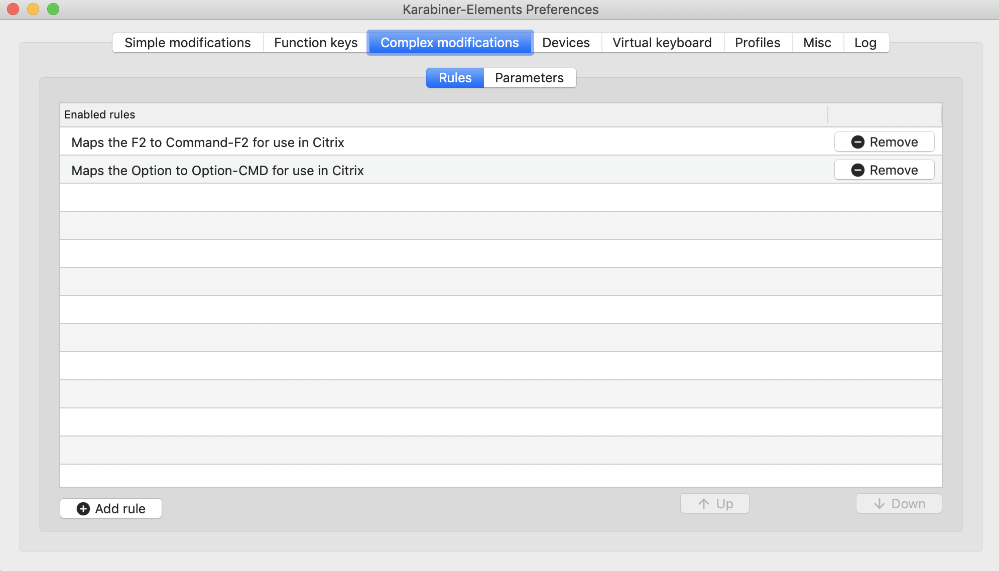 Karabiner-Elements Preferences
Simple modifications Function keys Complex modifications Devices Virtual keyboard Profiles Misc Log
Rules Parameters
Enabled rules
Maps the F2 to Command-F2 for use in Citrix Remove
Maps the Option to Option-CMD for use in Citrix Remove
Add rule Up Down